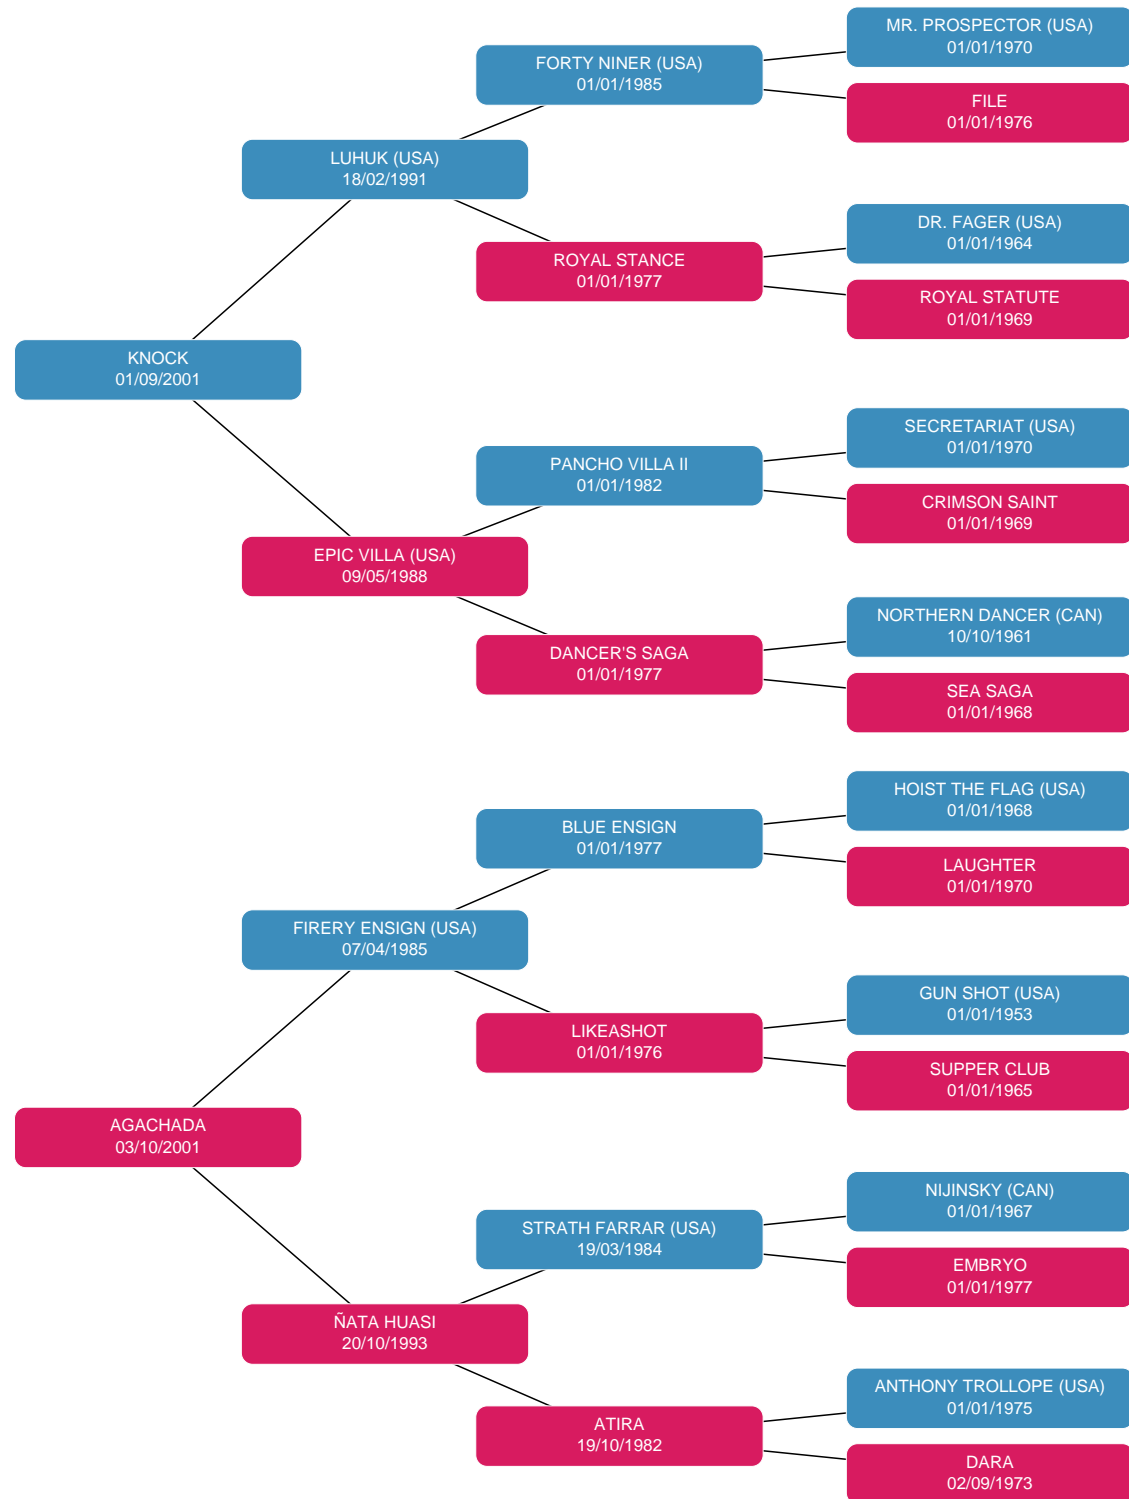 MR. PROSPECTOR (USA)
01/01/1970
FORTY NINER (USA)
01/01/1985
FILE
01/01/1976
LUHUK (USA)
18/02/1991
DR. FAGER (USA)
01/01/1964
ROYAL STANCE
01/01/1977
ROYAL STATUTE
01/01/1969
KNOCK
01/09/2001
SECRETARIAT (USA)
01/01/1970
PANCHO VILLA II
01/01/1982
CRIMSON SAINT
01/01/1969
EPIC VILLA (USA)
09/05/1988
NORTHERN DANCER (CAN)
10/10/1961
DANCER'S SAGA
01/01/1977
SEA SAGA
01/01/1968
HOIST THE FLAG (USA)
01/01/1968
BLUE ENSIGN
01/01/1977
LAUGHTER
01/01/1970
FIRERY ENSIGN (USA)
07/04/1985
GUN SHOT (USA)
01/01/1953
LIKEASHOT
01/01/1976
SUPPER CLUB
01/01/1965
AGACHADA
03/10/2001
NIJINSKY (CAN)
01/01/1967
STRATH FARRAR (USA)
19/03/1984
EMBRYO
01/01/1977
ÑATA HUASI
20/10/1993
ANTHONY TROLLOPE (USA)
01/01/1975
ATIRA
19/10/1982
DARA
02/09/1973